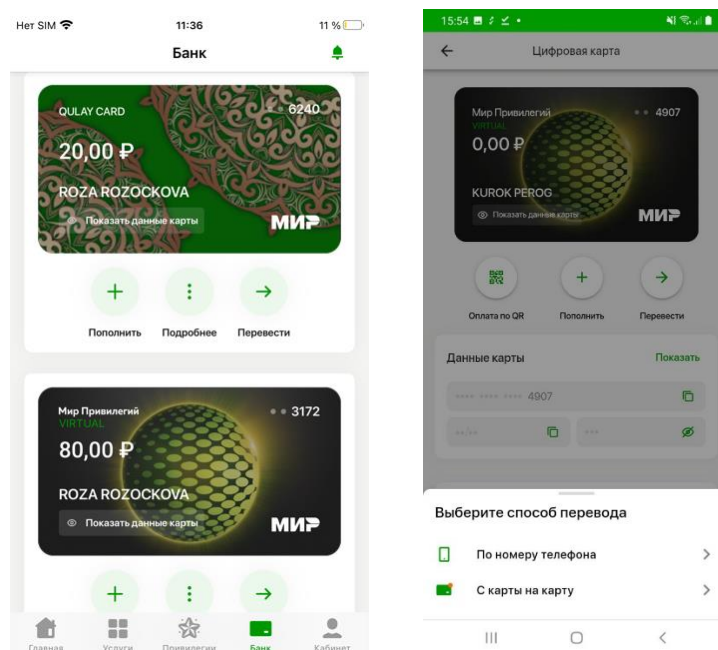 Нет SIM
11:36
11 %
Банк
QULAY CARD
6240
20,00 ₽
ROZA ROZOCKOVA
Показать данные карты
МИР
Пополнить
Подробнее
Перевести
Мир Привилегий
3172
VIRTUAL
80,00 ₽
ROZA ROZOCKOVA
Показать данные карты
МИР
Главная
Услуги
Привилегии
Банк
Кабинет
15:54
Цифровая карта
Мир Привилегий
4907
VIRTUAL
0,00 ₽
KUROK PEROG
Показать данные карты
МИР
Оплата по QR
Пополнить
Перевести
Данные карты
Показать
•••• •••• •••• 4907
••/••
•••
Выберите способ перевода
По номеру телефона
С карты на карту